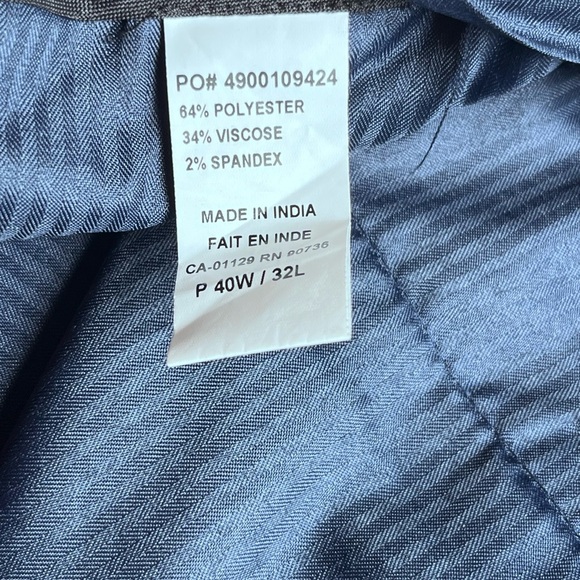 PO# 4900109424
64% POLYESTER
34% VISCOSE
2% SPANDEX
MADE IN INDIA
FAIT EN INDE
CA-01129 RN 90735
P 40W / 32L